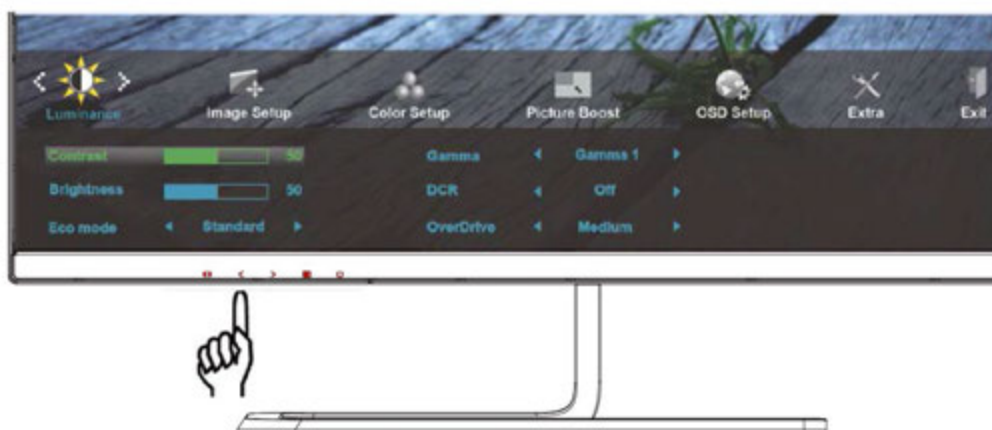 Luminance Image Setup Color Setup Picture Boost OSD Setup Extra Exit
Contrast 50 Gamma Gamma 1
Brightness 50 DCR Off
Eco mode Standard OverDrive Medium